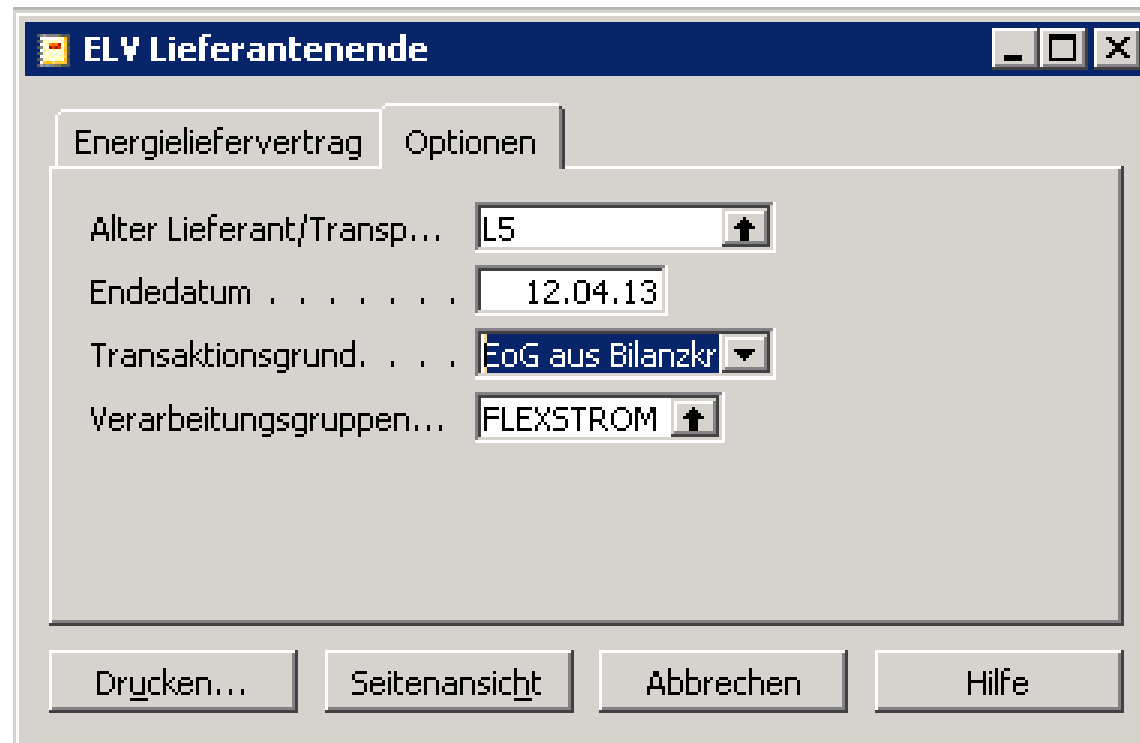 ELV Lieferantenende
Energieliefervertrag Optionen
Alter Lieferant/Transp... L5
Endedatum . . . . . . . 12.04.13
Transaktionsgrund. . . . EoG aus Bilanzkr
Verarbeitungsgruppen... FLEXSTROM
Drucken... Seitenansicht Abbrechen Hilfe